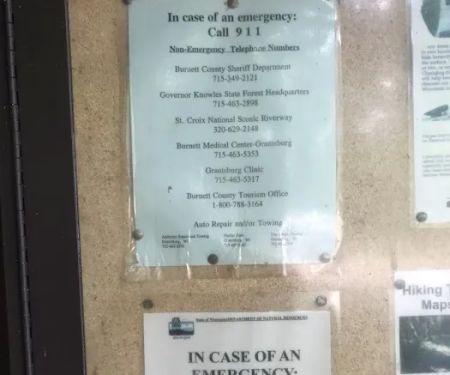 In case of an emergency:
Call 911
Non-Emergency Telephone Numbers
Burnett County Sheriff Department
715-349-2121
Governor Knowles State Forest Headquarters
715-463-2898
St. Croix National Scenic Riverway
320-629-2148
Burnett Medical Center-Grantsburg
715-463-5353
Grantsburg Clinic
715-463-5317
Burnett County Tourism Office
1-800-788-3164
Auto Repair and/or Towing
IN CASE OF AN
EMERGENCY:
Hiking
Maps